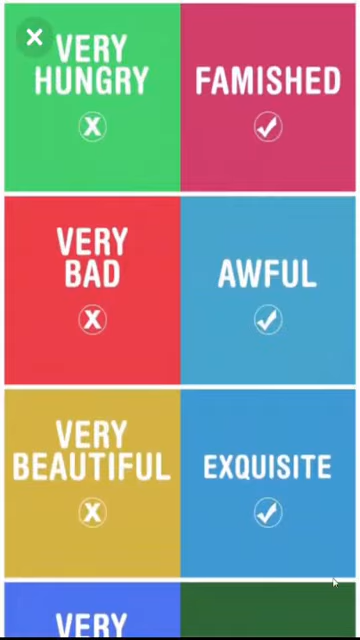 VERY
HUNGRY
FAMISHED
VERY
BAD
AWFUL
VERY
BEAUTIFUL
EXQUISITE
VERY